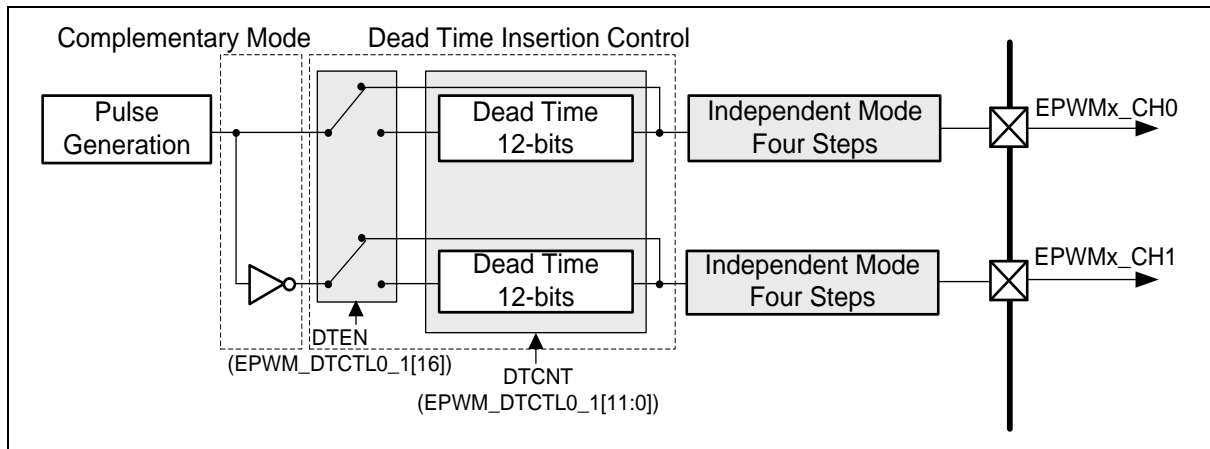 Complementary Mode
Dead Time Insertion Control
Pulse
Generation
Dead Time
12-bits
Independent Mode
Four Steps
EPWMx_CH0
Dead Time
12-bits
Independent Mode
Four Steps
EPWMx_CH1
DTEN
(EPWM_DTCTL0_1[16])
DTCNT
(EPWM_DTCTL0_1[11:0])